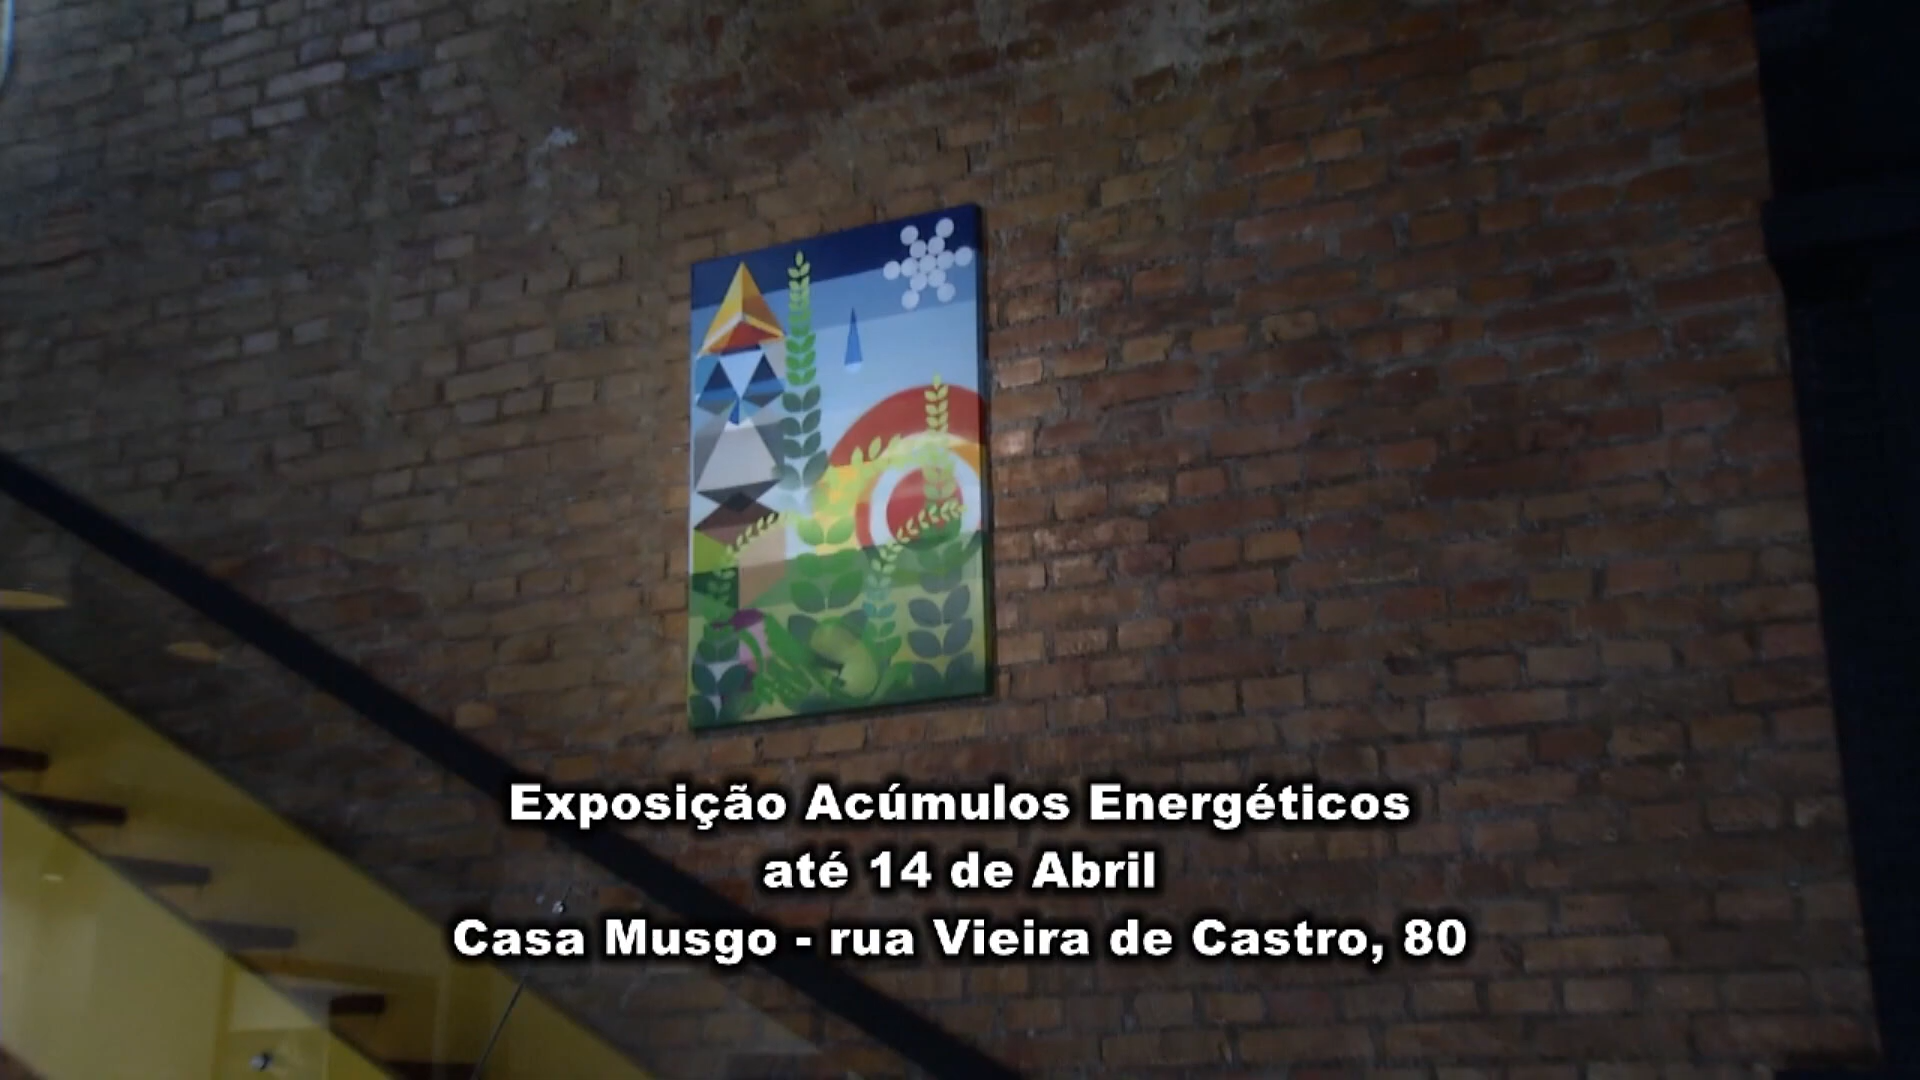 Exposição Acúmulos Energéticos
até 14 de Abril
Casa Musgo - rua Vieira de Castro, 80